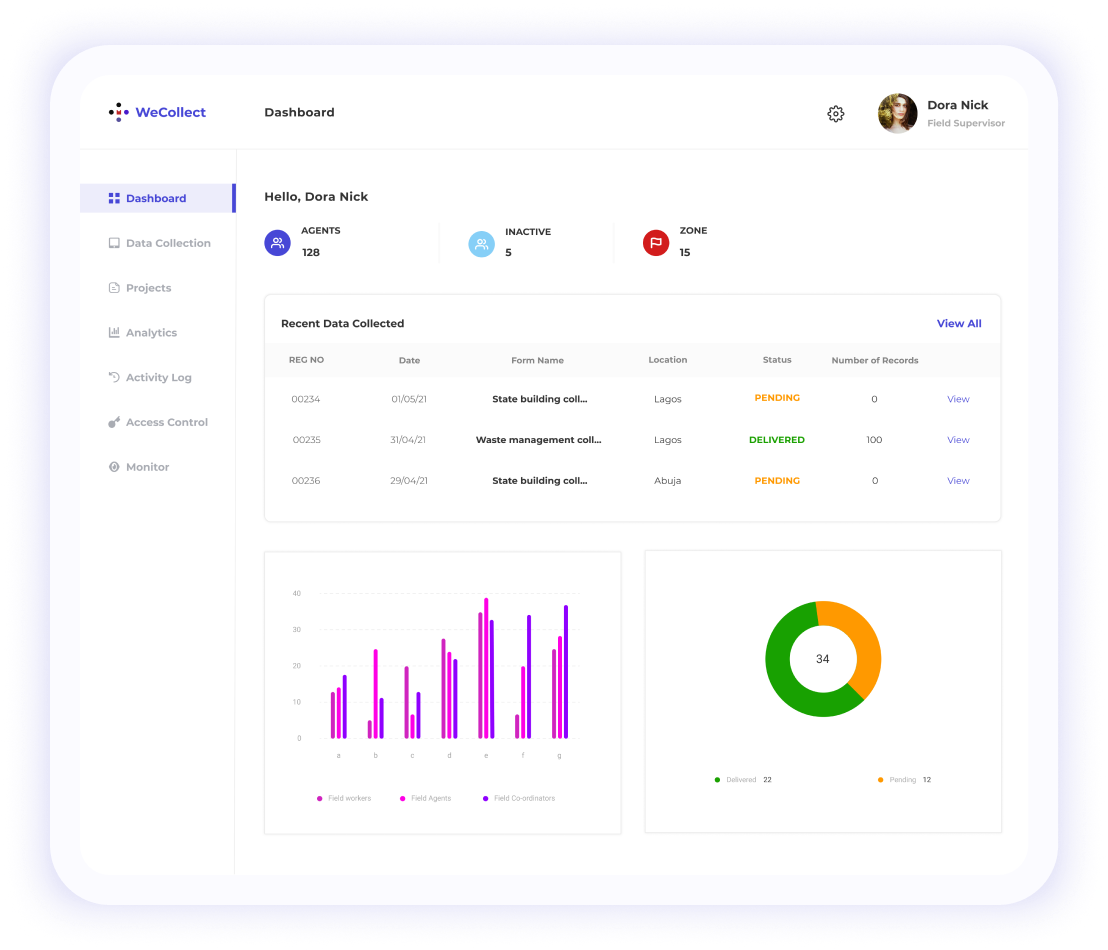 WeCollect
Dashboard
Dora Nick
Field Supervisor
Dashboard
Data Collection
Projects
Analytics
Activity Log
Access Control
Monitor
Hello, Dora Nick
AGENTS
128
INACTIVE
5
ZONE
15
Recent Data Collected View All
REG NO Date Form Name Location Status Number of Records
00234 01/05/21 State building coll... Lagos PENDING 0 View
00235 31/04/21 Waste management coll... Lagos DELIVERED 100 View
00236 29/04/21 State building coll... Abuja PENDING 0 View
40
30
20
10
0
a b c d e f g
Field workers Field Agents Field Co-ordinators
34
Delivered 22 Pending 12